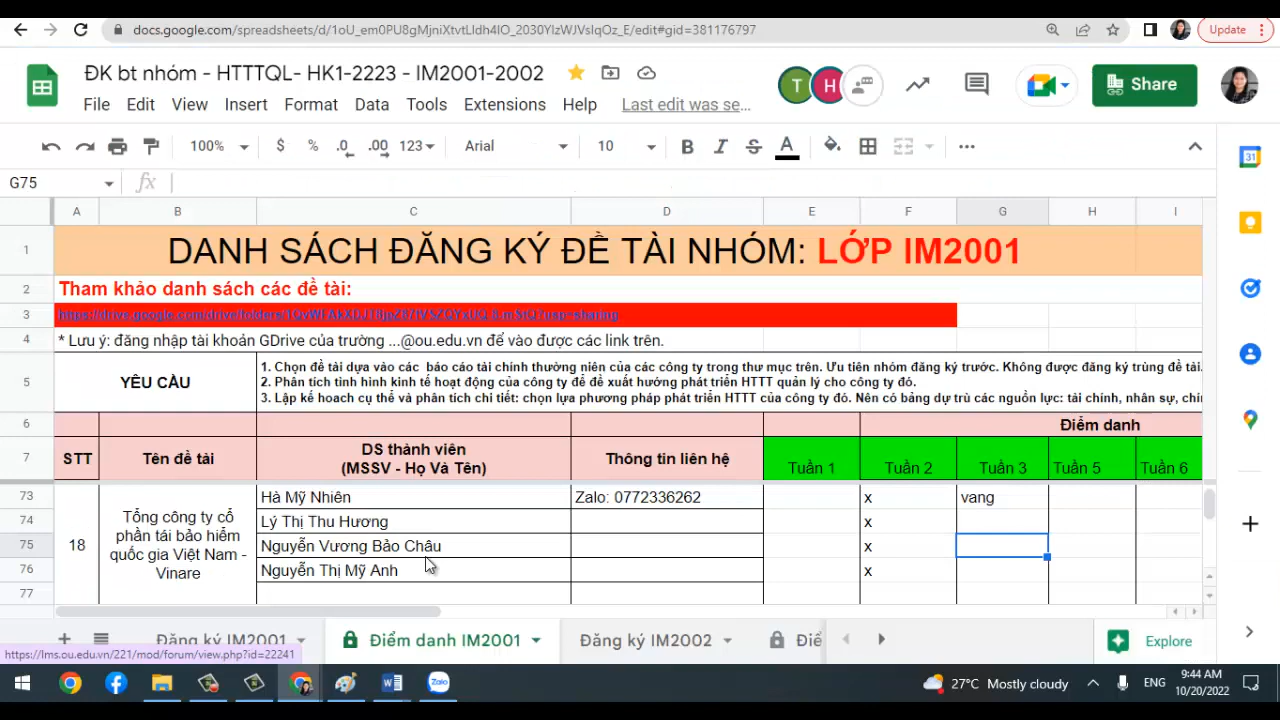 docs.google.com/spreadsheets/d/1oU_em0PU8gMjniXtvtLldh4lO_2030YlzWJVsIqOz_E/edit#gid=381176797
Update
ĐK bt nhóm - HTTTQL- HK1-2223 - IM2001-2002
T H
Share
File Edit View Insert Format Data Tools Extensions Help Last edit was se...
100% $ % .0 .00 123 Arial 10 B I S A
31
G75 fx
A B C D E F G H I
1 DANH SÁCH ĐĂNG KÝ ĐỀ TÀI NHÓM: LỚP IM2001
2 Tham khảo danh sách các đề tài:
3
4 * Lưu ý: đăng nhập tài khoản GDrive của trường ...@ou.edu.vn để vào được các link trên.
5 YÊU CẦU
1. Chọn đề tài dựa vào các báo cáo tài chính thường niên của các công ty trong thư mục trên. Ưu tiên nhóm đăng ký trước. Không được đăng ký trùng đề tài.
2. Phân tích tình hình kinh tế hoạt động của công ty để đề xuất hướng phát triển HTTT quản lý cho công ty đó.
3. Lập kế hoach cụ thể và phân tích chi tiết: chọn lựa phương pháp phát triển HTTT của công ty đó. Nên có bảng dự trù các nguồn lực: tài chính, nhân sự, chí
6 Điểm danh
7 STT Tên đề tài DS thành viên (MSSV - Họ Và Tên) Thông tin liên hệ Tuần 1 Tuần 2 Tuần 3 Tuần 5 Tuần 6
73 Hà Mỹ Nhiên Zalo: 0772336262 x vang
74 Lý Thị Thu Hương x
75 Nguyễn Vương Bảo Châu x
76 Nguyễn Thị Mỹ Anh x
77
18 Tổng công ty cổ
phần tái bảo hiểm
quốc gia Việt Nam -
Vinare
Đăng ký IM2001 Điểm danh IM2001 Đăng ký IM2002 Điể Explore
https://lms.ou.edu.vn/221/mod/forum/view.php?id=22241
27°C Mostly cloudy ENG 9:44 AM
10/20/2022